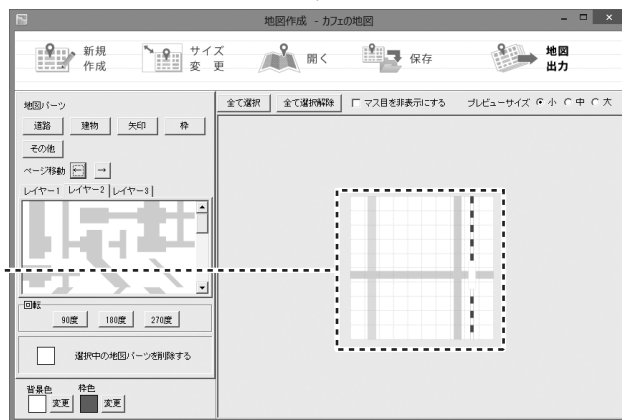 地図作成 - カフェの地図
新規作成
サイズ変更
開く
保存
地図出力
地図パーツ
全て選択 全て選択解除 マス目を非表示にする プレビューサイズ 小 中 大
道路 建物 矢印 枠
その他
ページ移動 ← →
レイヤー1 レイヤー2 レイヤー3
回転
90度 180度 270度
選択中の地図パーツを削除する
背景色 枠色
変更 変更